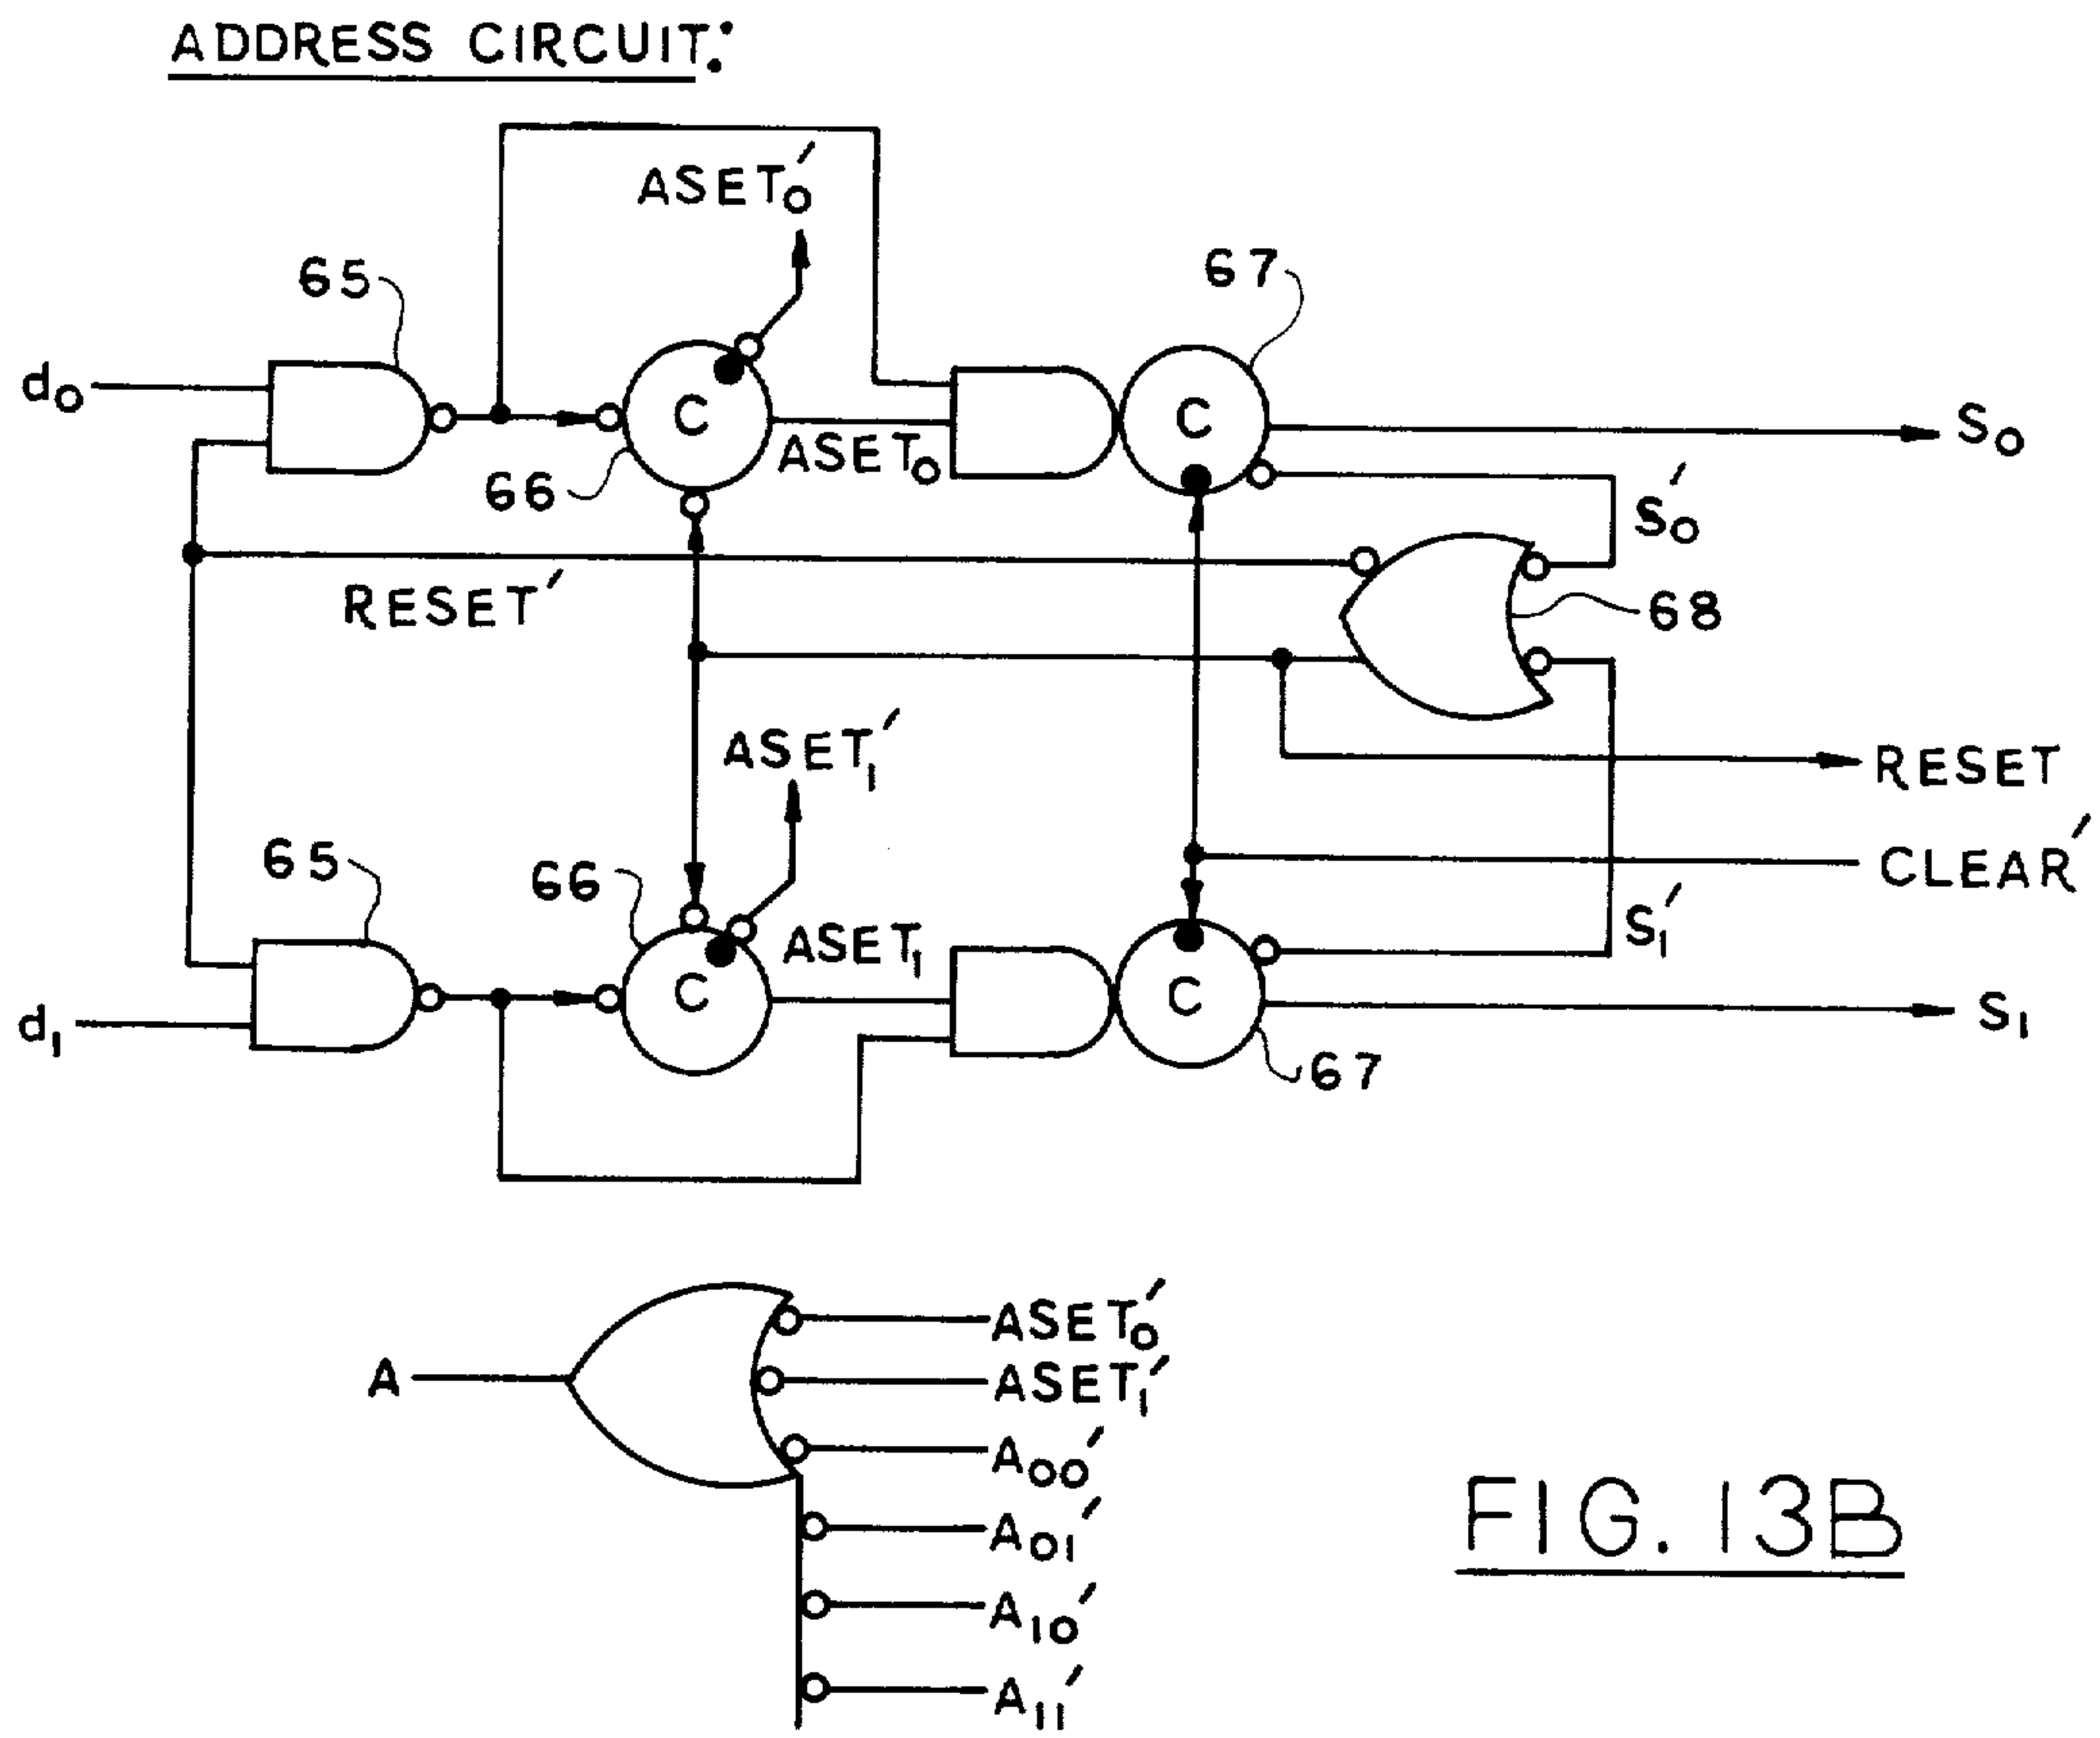 ADDRESS CIRCUIT:
ASET₀′
65
67
d₀
C
C
S₀
ASET₀
66
S₀′
RESET′
68
ASET₁′
RESET
65
66
CLEAR′
ASET₁
S₁′
C
C
d₁
S₁
67
ASET₀′
A
ASET₁′
A₀₀′
A₀₁′
A₁₀′
A₁₁′
FIG. 13B